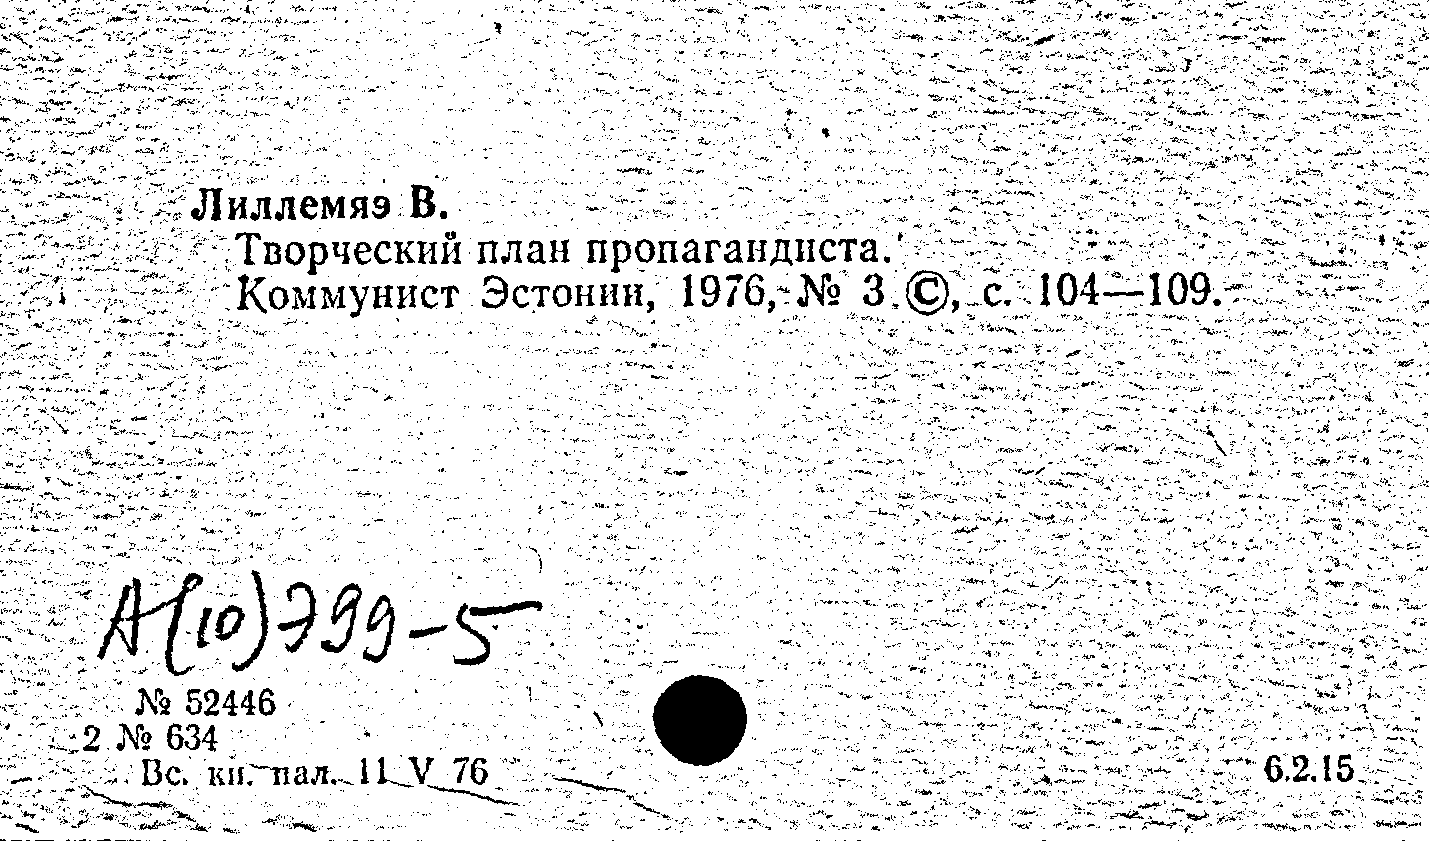 Лиллемяэ В.
Творческий план пропагандиста.
Коммунист Эстонии, 1976, № 3 ©, с. 104—109.
А(10)Э99-5
№ 52446
2 № 634
Вс. кн. пал. 11 V 76
6.2.15